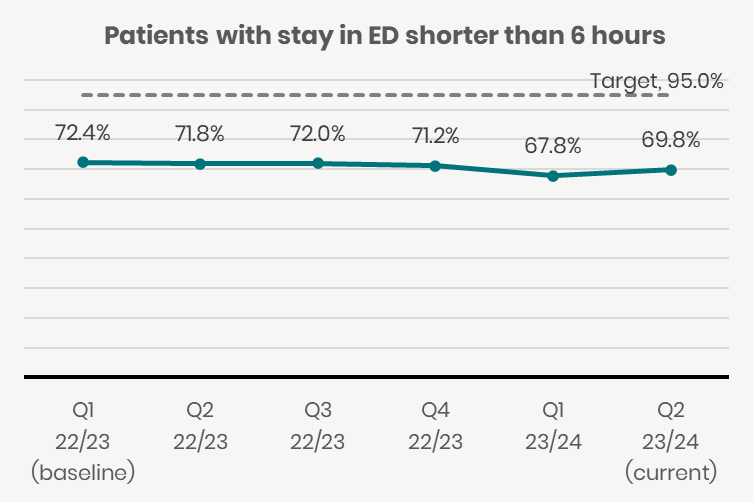 Patients with stay in ED shorter than 6 hours
Target, 95.0%
72.4%
71.8%
72.0%
71.2%
67.8%
69.8%
Q1
22/23
(baseline)
Q2
22/23
Q3
22/23
Q4
22/23
Q1
23/24
Q2
23/24
(current)